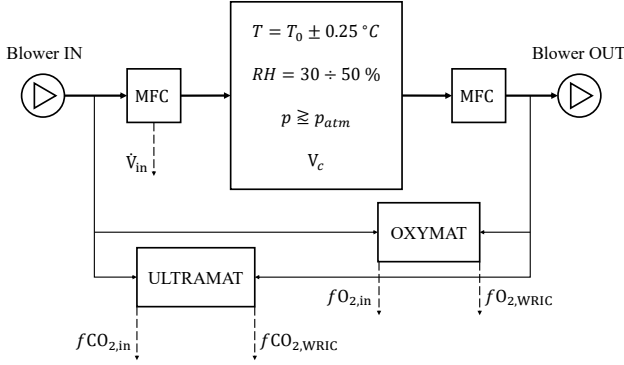 Blower IN
Blower OUT
T = T₀ ± 0.25 °C
RH = 30 ÷ 50 %
p ⪌ pₐₜₘ
V꜀
MFC
MFC
V̇ᵢₙ
OXYMAT
ULTRAMAT
fO₂,in
fO₂,WRIC
fCO₂,in
fCO₂,WRIC